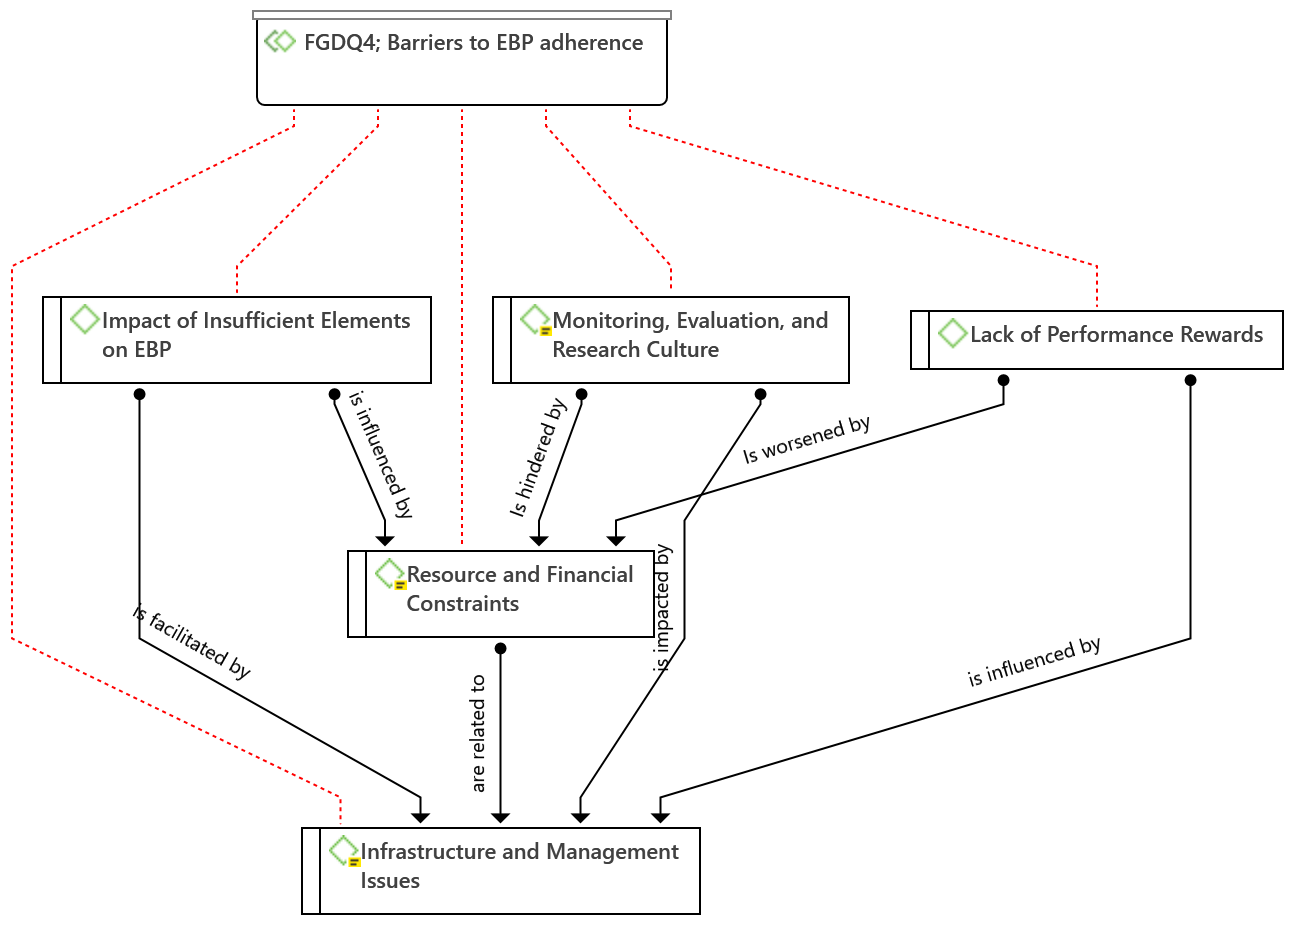 FGDQ4; Barriers to EBP adherence
Impact of Insufficient Elements
on EBP
Monitoring, Evaluation, and
Research Culture
Lack of Performance Rewards
is influenced by
Is hindered by
Is worsened by
Resource and Financial
Constraints
is impacted by
is facilitated by
are related to
is influenced by
Infrastructure and Management
Issues